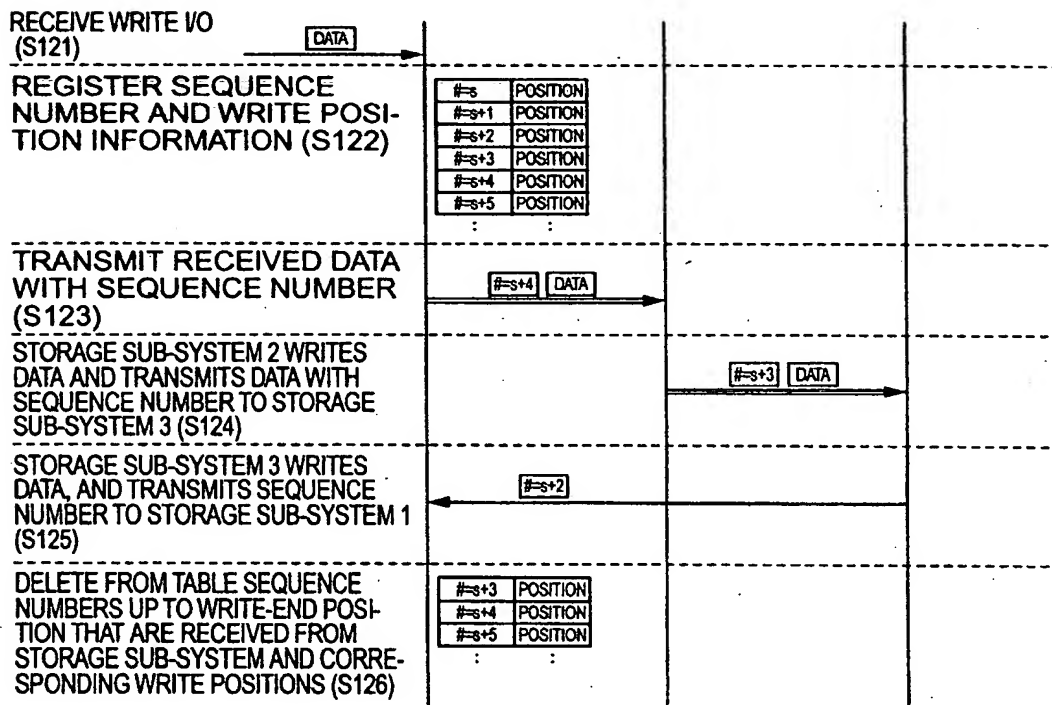 RECEIVE WRITE I/O
(S121)
DATA
REGISTER SEQUENCE
NUMBER AND WRITE POSI-
TION INFORMATION (S122)
#=s POSITION
#=s+1 POSITION
#=s+2 POSITION
#=s+3 POSITION
#=s+4 POSITION
#=s+5 POSITION
: :
TRANSMIT RECEIVED DATA
WITH SEQUENCE NUMBER
(S123)
#=s+4 DATA
STORAGE SUB-SYSTEM 2 WRITES
DATA AND TRANSMITS DATA WITH
SEQUENCE NUMBER TO STORAGE
SUB-SYSTEM 3 (S124)
#=s+3 DATA
STORAGE SUB-SYSTEM 3 WRITES
DATA, AND TRANSMITS SEQUENCE
NUMBER TO STORAGE SUB-SYSTEM 1
(S125)
#=s+2
DELETE FROM TABLE SEQUENCE
NUMBERS UP TO WRITE-END POSI-
TION THAT ARE RECEIVED FROM
STORAGE SUB-SYSTEM AND CORRE-
SPONDING WRITE POSITIONS (S126)
#=s+3 POSITION
#=s+4 POSITION
#=s+5 POSITION
: :